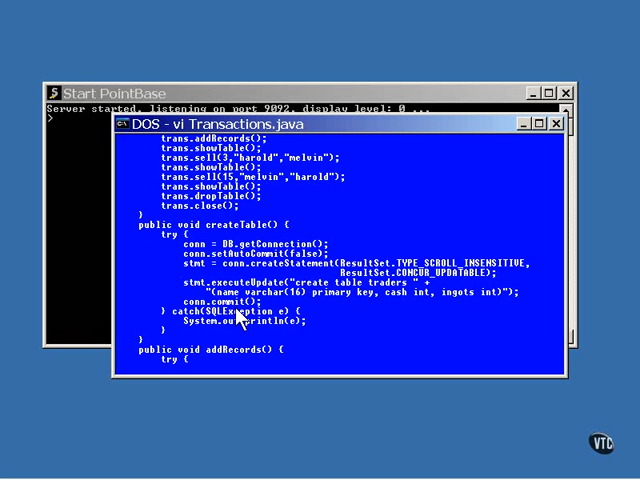 Start PointBase
Server started, listening on port 9092, display level: 0 ...
>
DOS - vi Transactions.java
trans.addRecords();
trans.showTable();
trans.sell(3,"harold","melvin");
trans.showTable();
trans.sell(15,"melvin","harold");
trans.showTable();
trans.dropTable();
trans.close();
}
public void createTable() {
try {
conn = DB.getConnection();
conn.setAutoCommit(false);
stmt = conn.createStatement(ResultSet.TYPE_SCROLL_INSENSITIVE,
ResultSet.CONCUR_UPDATABLE);
stmt.executeUpdate("create table traders " +
"(name varchar(16) primary key, cash int, ingots int)");
conn.commit();
} catch(SQLException e) {
System.out.println(e);
}
}
public void addRecords() {
try {
VTC